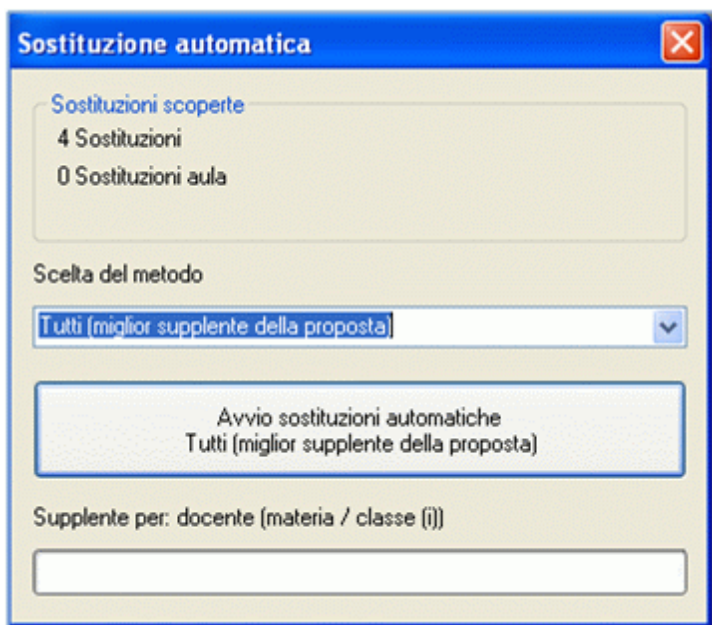 Sostituzione automatica
Sostituzioni scoperte
4 Sostituzioni
0 Sostituzioni aula
Scelta del metodo
Tutti (miglior supplente della proposta)
Avvio sostituzioni automatiche
Tutti (miglior supplente della proposta)
Supplente per: docente (materia / classe (i))